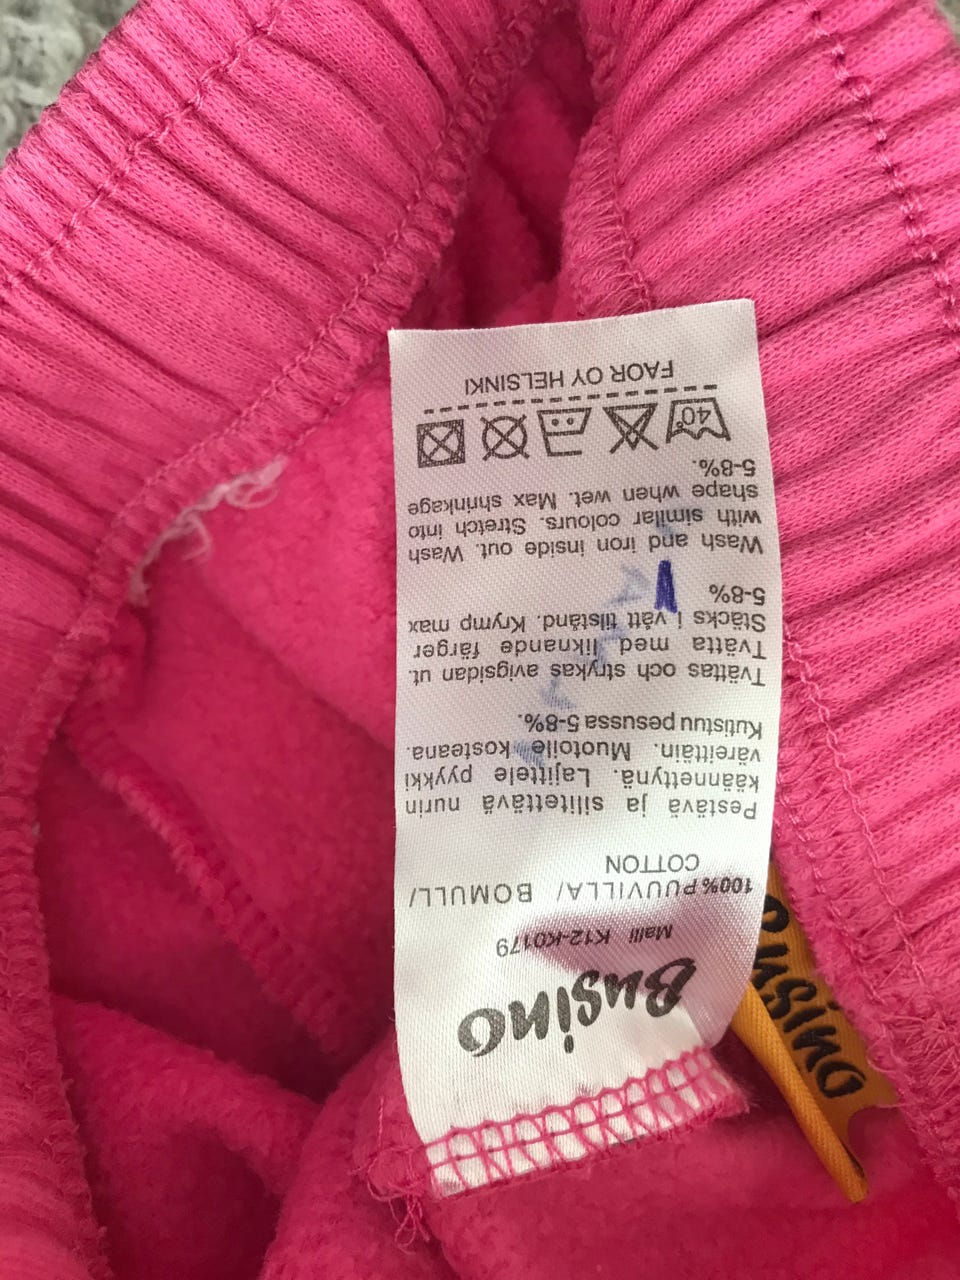 Busino
Malli K12-K0179
100%PUUVILLA/ BOMULL/
COTTON
Pestävä ja silitettävä nurin
käännettynä. Lajittele pyykki
väreittäin. Muotoile kosteana.
Kutistuu pesussa 5-8%.
Tvättas och strykas avigsidan ut.
Tvätta med liknande färger.
Stäcks i vått tilstånd. Krymp max
5-8%
Wash and iron inside out. Wash
with similar colours. Stretch into
shape when wet. Max shrinkage
5-8%.
40°
FAOR OY HELSINKI
Busino